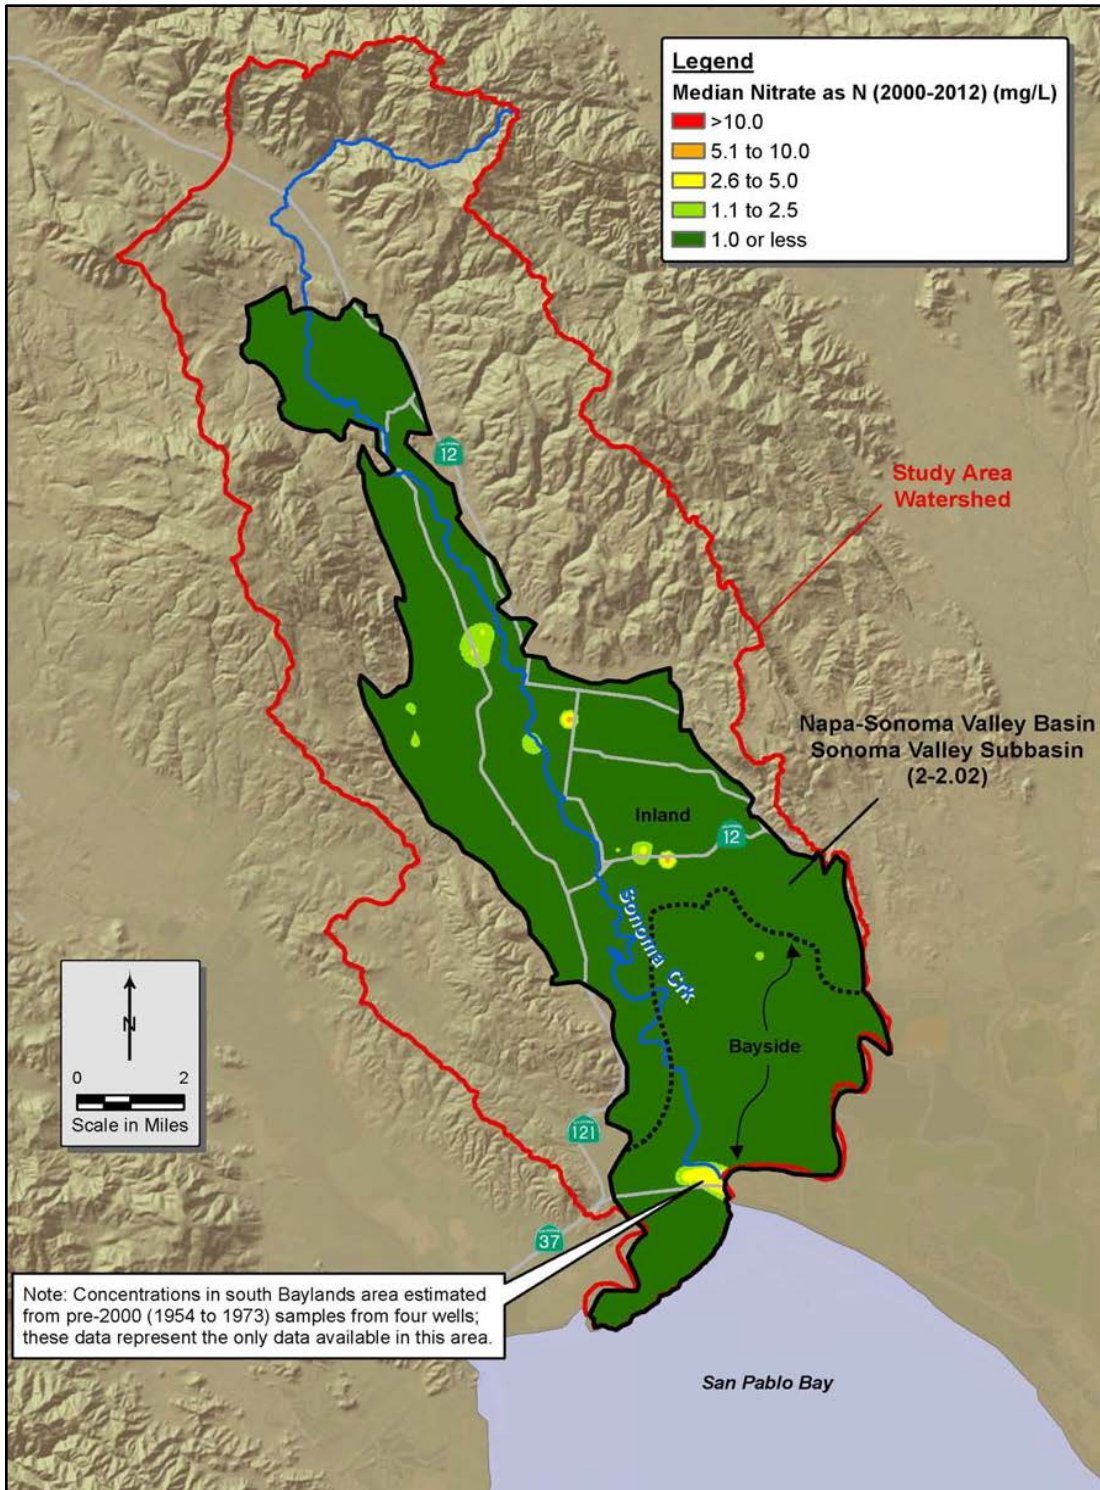 Legend
Median Nitrate as N (2000-2012) (mg/L)
>10.0
5.1 to 10.0
2.6 to 5.0
1.1 to 2.5
1.0 or less
12
Study Area
Watershed
Napa-Sonoma Valley Basin
Sonoma Valley Subbasin
(2-2.02)
Inland
12
Sonoma Crk
N
0 2
Scale in Miles
Bayside
121
37
Note: Concentrations in south Baylands area estimated
from pre-2000 (1954 to 1973) samples from four wells;
these data represent the only data available in this area.
San Pablo Bay